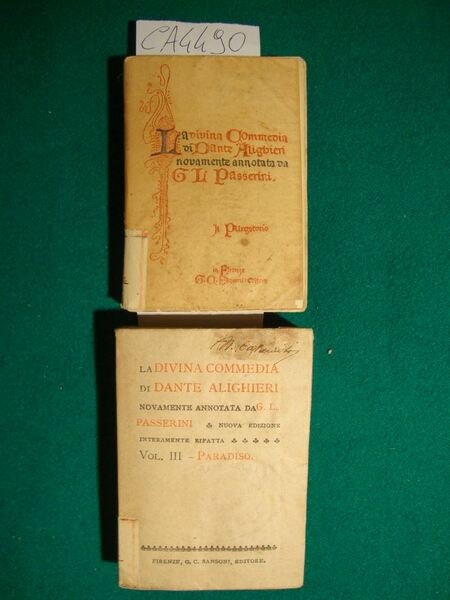 CA4490
La Divina Commedia
di Dante Alighieri
novamente annotata da
G L Passerini.
Il Purgatorio
in Firenze
LA DIVINA COMMEDIA
DI DANTE ALIGHIERI
NOVAMENTE ANNOTATA DA G. L.
PASSERINI NUOVA EDIZIONE
INTERAMENTE RIFATTA
VOL. III - PARADISO.
FIRENZE, G. C. SANSONI, EDITORE.